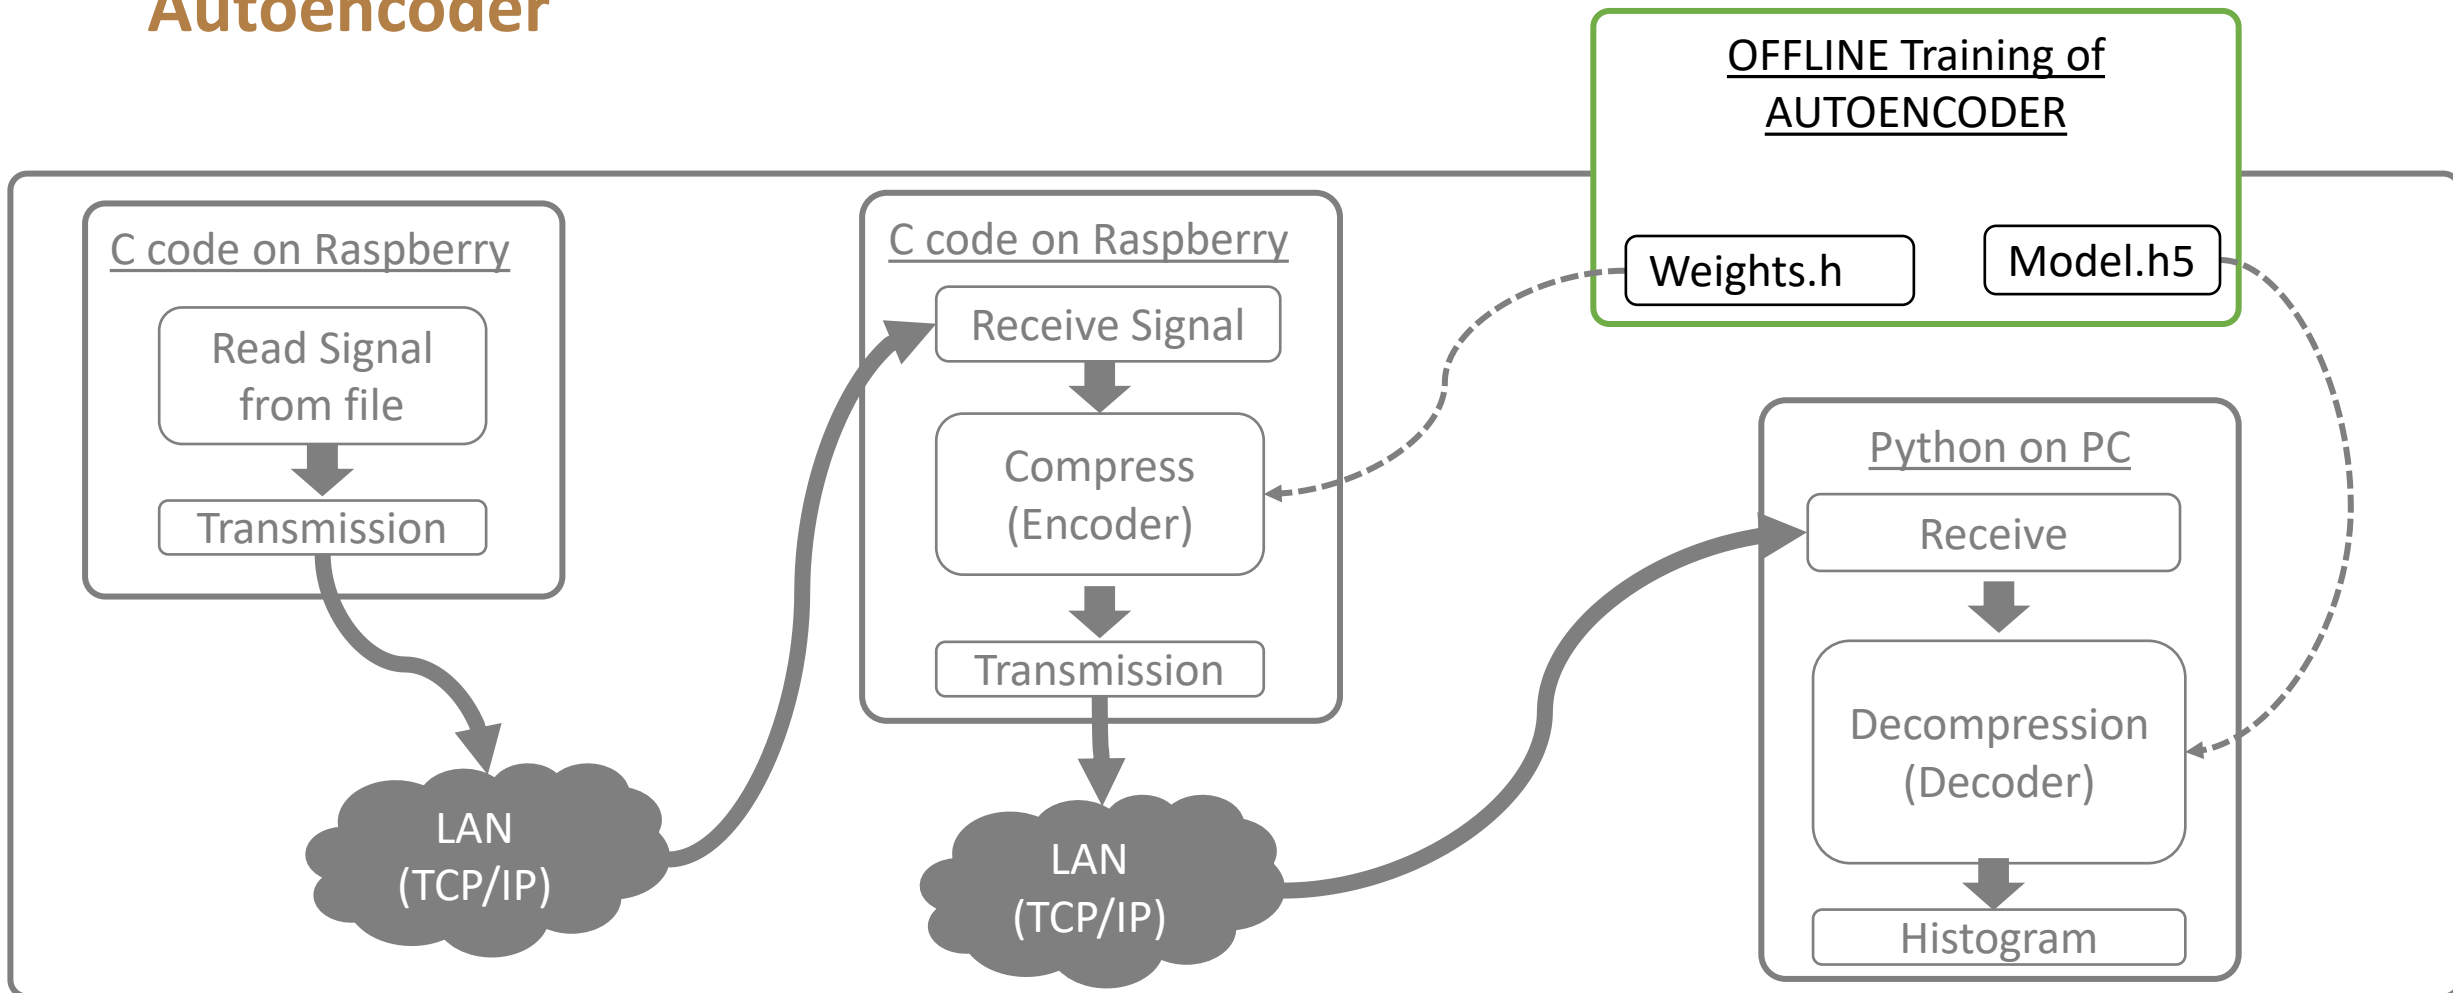 Autoencoder
OFFLINE Training of
AUTOENCODER
Weights.h
Model.h5
C code on Raspberry
Read Signal
from file
Transmission
LAN
(TCP/IP)
C code on Raspberry
Receive Signal
Compress
(Encoder)
Transmission
LAN
(TCP/IP)
Python on PC
Receive
Decompression
(Decoder)
Histogram